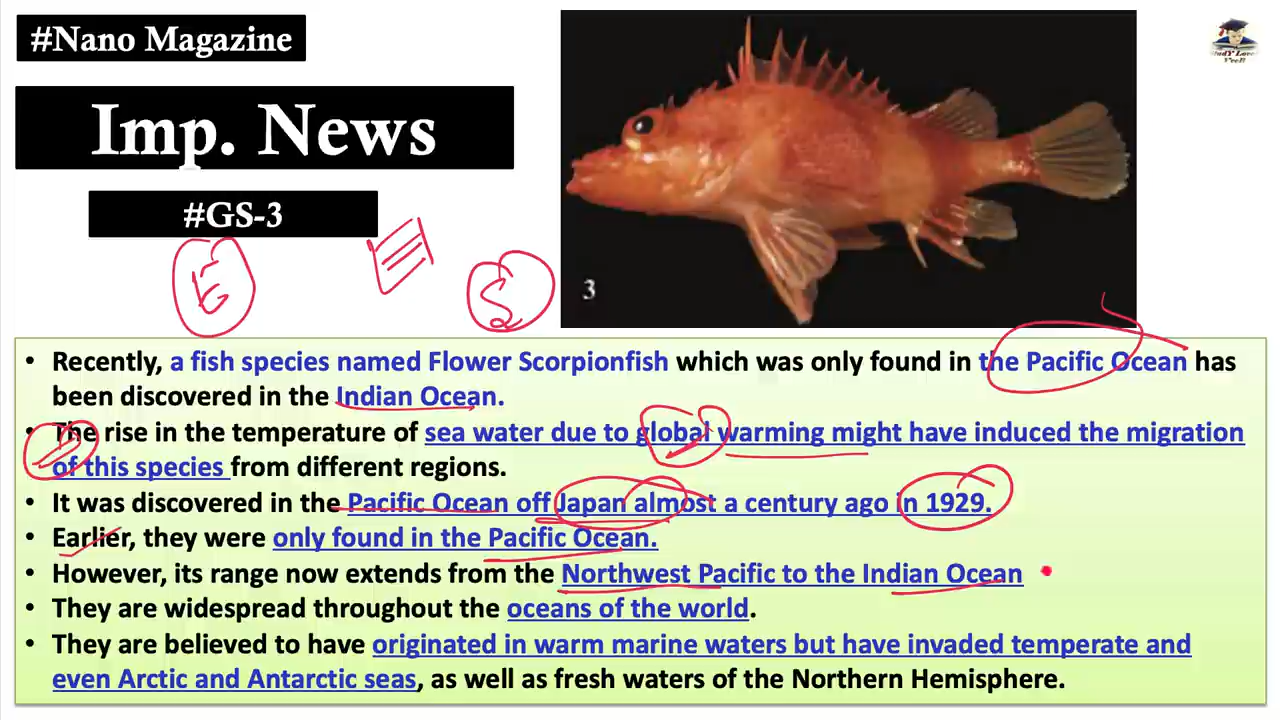 #Nano Magazine
Imp. News
#GS-3
E
S
3
StudY Lover
VeeR
• Recently, a fish species named Flower Scorpionfish which was only found in the Pacific Ocean has
been discovered in the Indian Ocean.
• The rise in the temperature of sea water due to global warming might have induced the migration
of this species from different regions.
• It was discovered in the Pacific Ocean off Japan almost a century ago in 1929.
• Earlier, they were only found in the Pacific Ocean.
• However, its range now extends from the Northwest Pacific to the Indian Ocean
• They are widespread throughout the oceans of the world.
• They are believed to have originated in warm marine waters but have invaded temperate and
even Arctic and Antarctic seas, as well as fresh waters of the Northern Hemisphere.